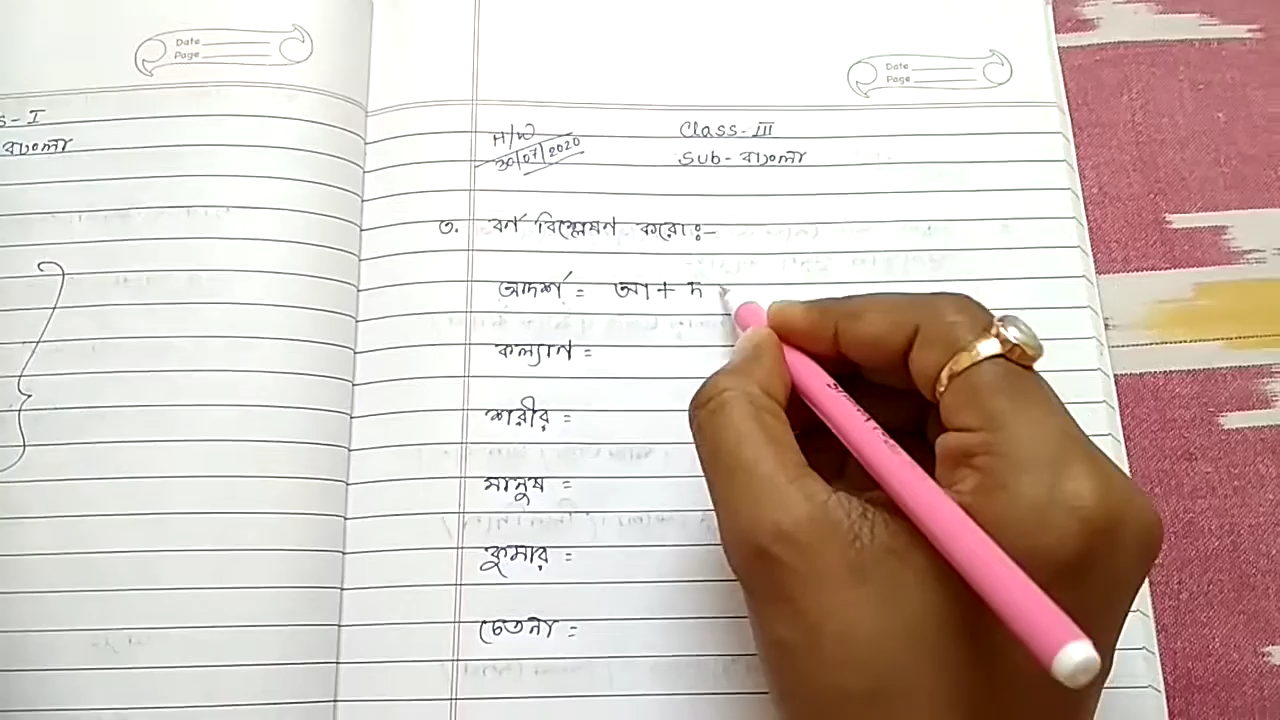 Date
Page
s - I
বাংলা
Date
Page
H/W
30/07/2020
Class - III
Sub - বাংলা
৩. বর্ণ বিশ্লেষণ করো :-
আদর্শ = আ + দ
কল্যাণ =
শরীর =
মানুষ =
কুমার =
চেতনা =